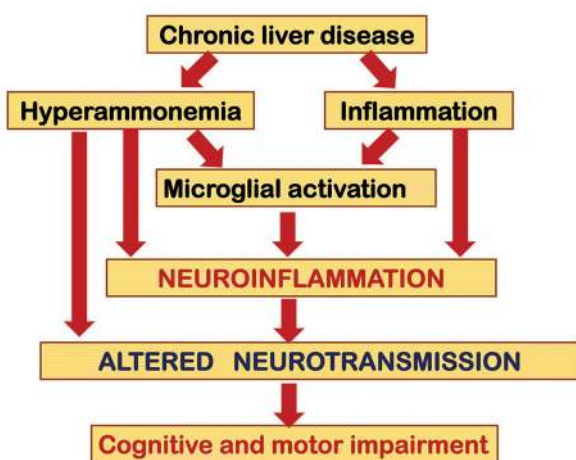 Chronic liver disease
Hyperammonemia
Inflammation
Microglial activation
NEUROINFLAMMATION
ALTERED NEUROTRANSMISSION
Cognitive and motor impairment